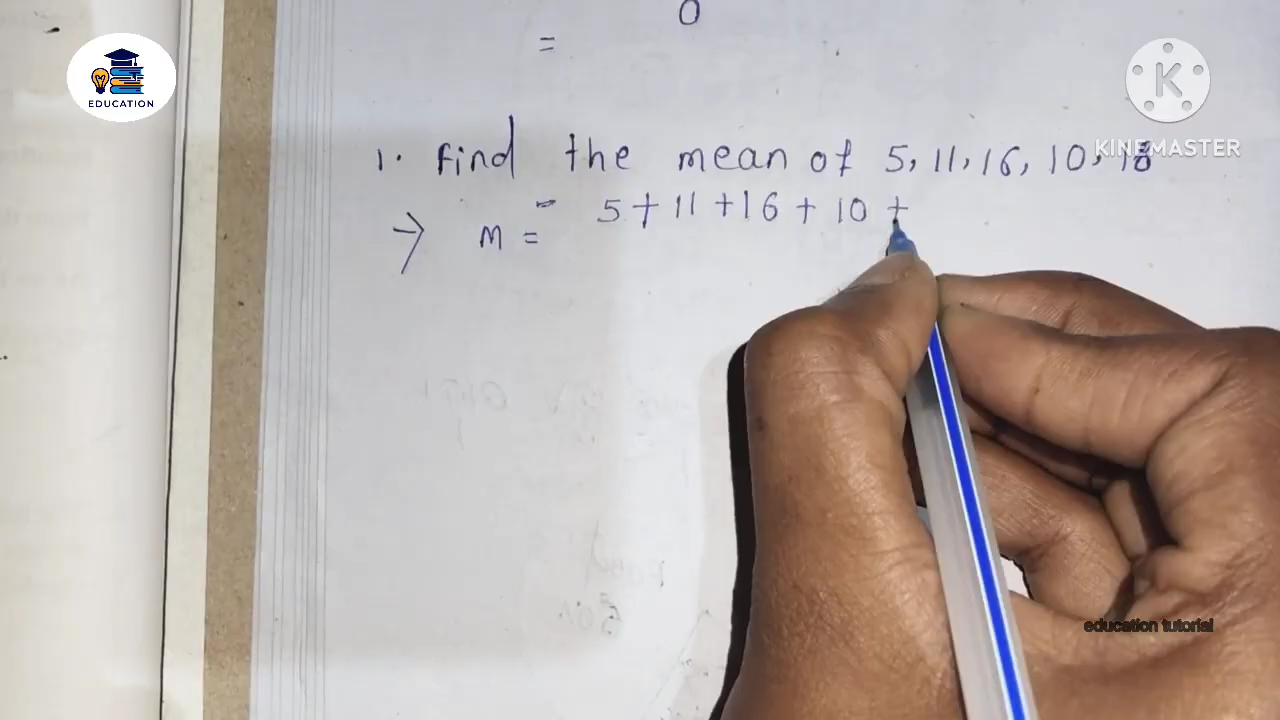 0
=
EDUCATION
K
KINEMASTER
1. Find the mean of 5, 11, 16, 10, 18
→ M = 5 + 11 + 16 + 10 +
education tutorial